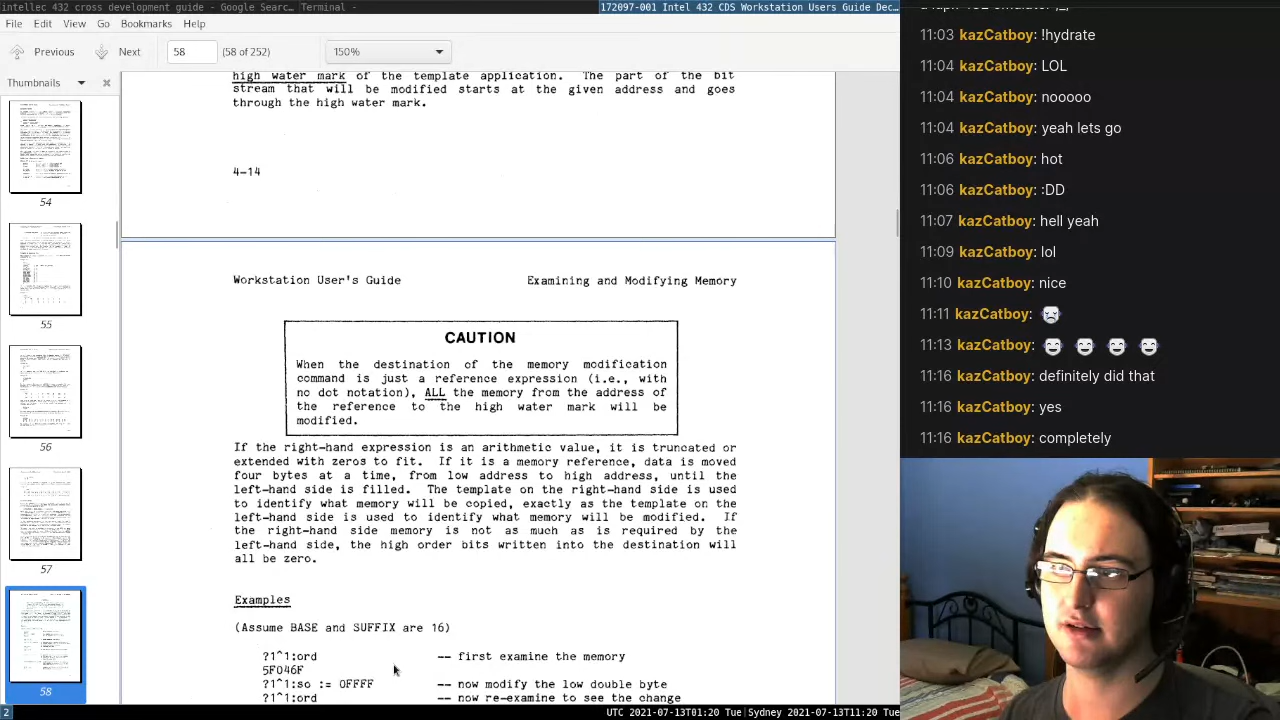 intellec 432 cross development guide - Google Searc… Terminal -
172097-001 Intel 432 CDS Workstation Users Guide Dec…
File Edit View Go Bookmarks Help
Previous Next 58 (58 of 252) 150%
Thumbnails
54
55
56
57
58
high water mark of the template application. The part of the bit
stream that will be modified starts at the given address and goes
through the high water mark.
4-14
Workstation User's Guide Examining and Modifying Memory
CAUTION
When the destination of the memory modification
command is just a reference expression (i.e., with
no dot notation), ALL the memory from the address of
the reference to the high water mark will be
modified.
If the right-hand expression is an arithmetic value, it is truncated or
extended with zeros to fit. If it is a memory reference, data is moved
four bytes at a time, from low address to high address, until the
left-hand side is filled. The template on the right-hand side is used
to identify what memory will be copied, exactly as the template on the
left-hand side is used to identify what memory will be modified. If
the right-hand side memory is not as much as is required by the
left-hand side, the high order bits written into the destination will
all be zero.
Examples
(Assume BASE and SUFFIX are 16)
?1^1:ord -- first examine the memory
5F046F
?1^1:so := 0FFFF -- now modify the low double byte
?1^1:ord -- now re-examine to see the change
2
UTC 2021-07-13T01:20 Tue|Sydney 2021-07-13T11:20 Tue
11:03 kazCatboy: !hydrate
11:04 kazCatboy: LOL
11:04 kazCatboy: nooooo
11:04 kazCatboy: yeah lets go
11:06 kazCatboy: hot
11:06 kazCatboy: :DD
11:07 kazCatboy: hell yeah
11:09 kazCatboy: lol
11:10 kazCatboy: nice
11:11 kazCatboy:
11:13 kazCatboy:
11:16 kazCatboy: definitely did that
11:16 kazCatboy: yes
11:16 kazCatboy: completely